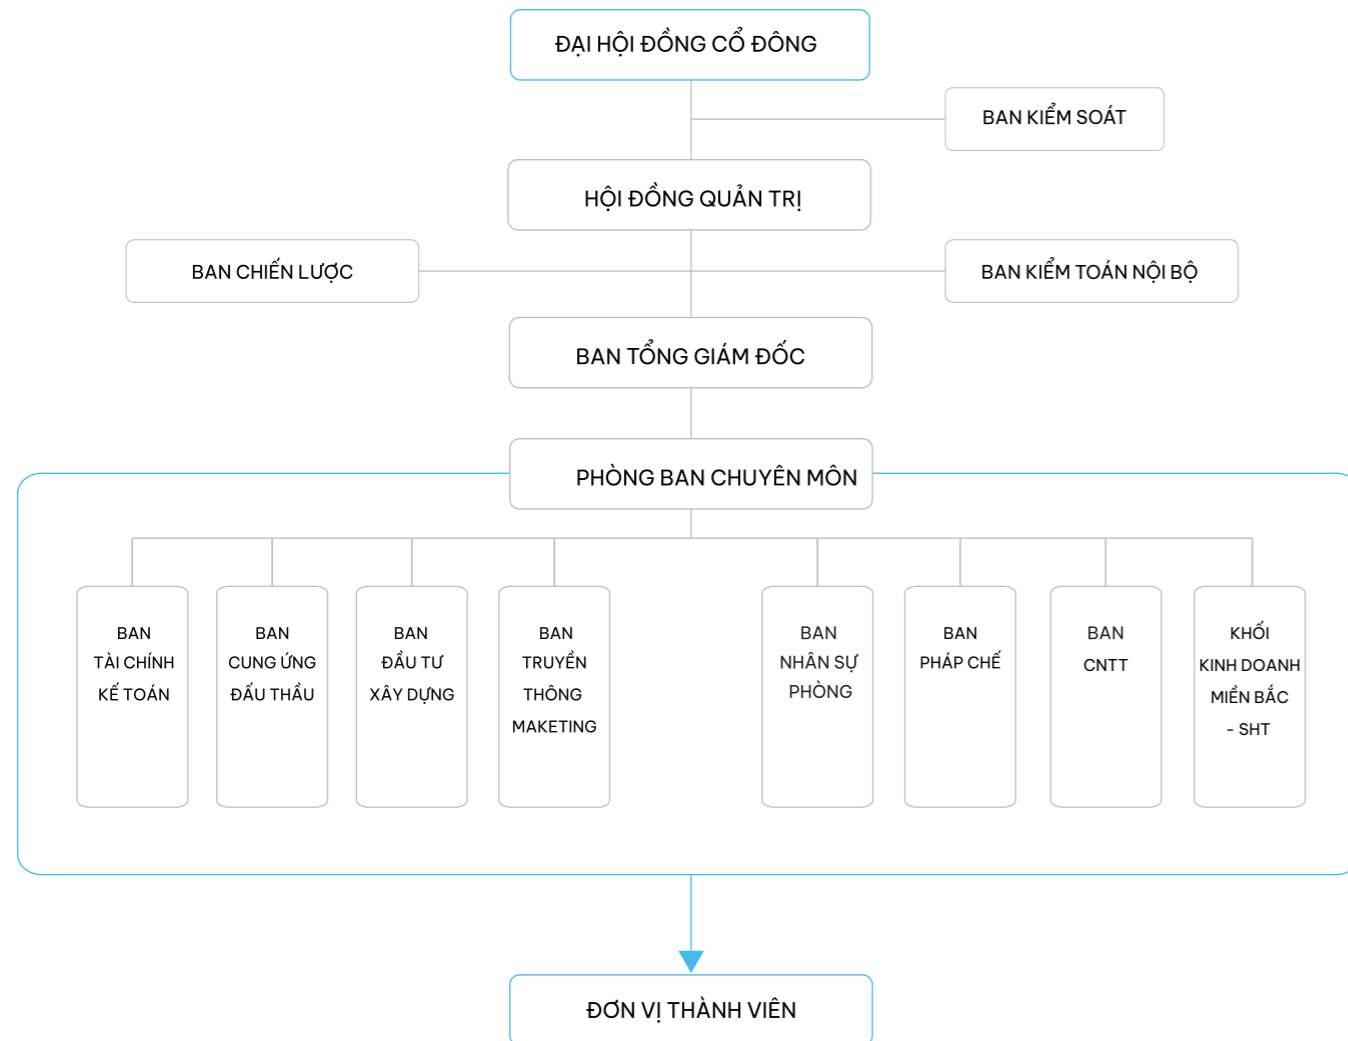 ĐẠI HỘI ĐỒNG CỔ ĐÔNG
BAN KIỂM SOÁT
HỘI ĐỒNG QUẢN TRỊ
BAN CHIẾN LƯỢC
BAN KIỂM TOÁN NỘI BỘ
BAN TỔNG GIÁM ĐỐC
PHÒNG BAN CHUYÊN MÔN
BAN
TÀI CHÍNH
KẾ TOÁN
BAN
CUNG ỨNG
ĐẤU THẦU
BAN
ĐẦU TƯ
XÂY DỰNG
BAN
TRUYỀN
THÔNG
MAKETING
BAN
NHÂN SỰ
PHÒNG
BAN
PHÁP CHẾ
BAN
CNTT
KHỐI
KINH DOANH
MIỀN BẮC
- SHT
ĐƠN VỊ THÀNH VIÊN